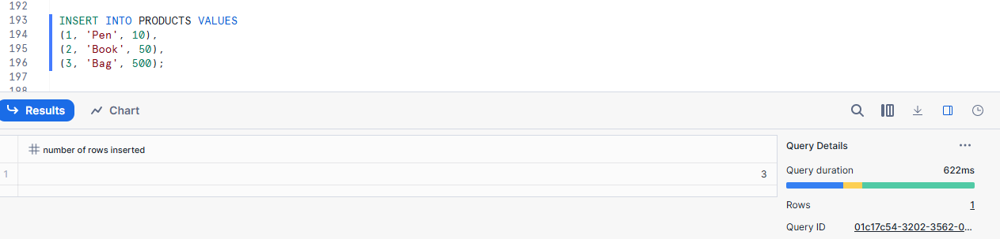 192
193 INSERT INTO PRODUCTS VALUES
194 (1, 'Pen', 10),
195 (2, 'Book', 50),
196 (3, 'Bag', 500);
197
198
Results Chart
number of rows inserted
1 3
Query Details ...
Query duration 622ms
Rows 1
Query ID 01c17c54-3202-3562-0...